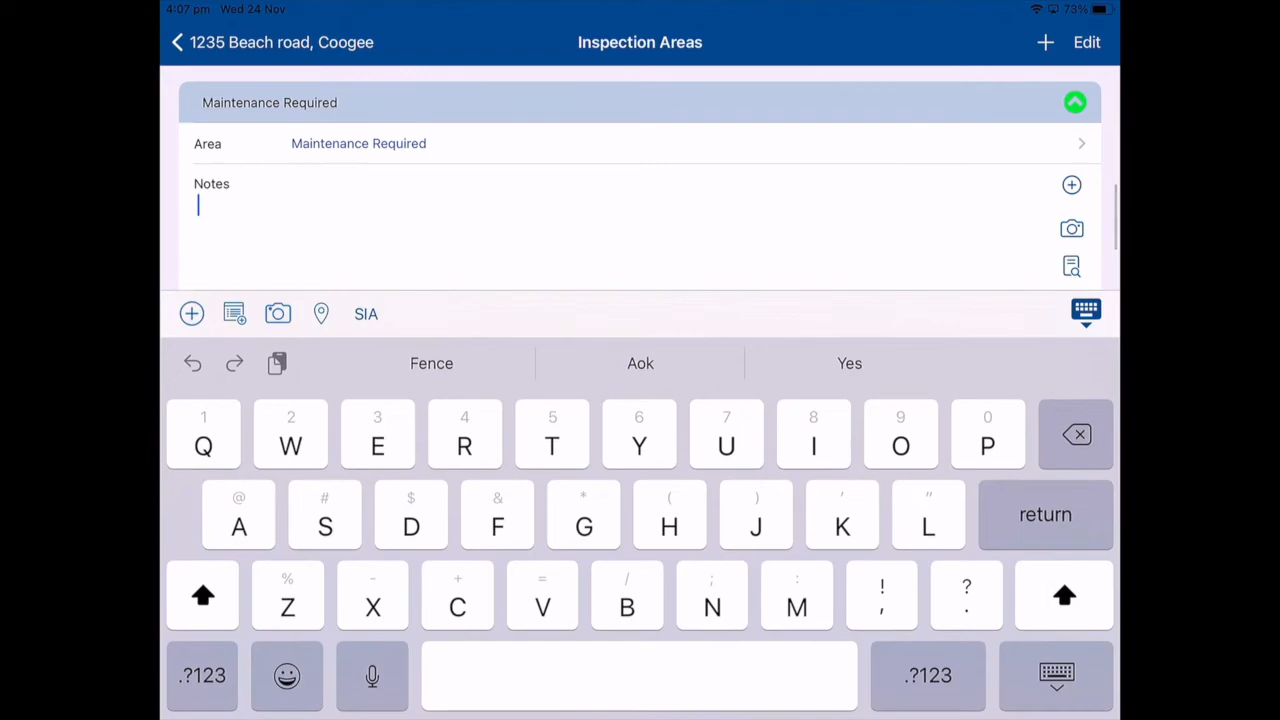 4:07 pm Wed 24 Nov 73%
1235 Beach road, Coogee Inspection Areas + Edit
Maintenance Required
Area Maintenance Required
Notes
SIA
Fence Aok Yes
1 2 3 4 5 6 7 8 9 0
Q W E R T Y U I O P
@ # $ & * ( ) ' "
A S D F G H J K L return
% - + = / ; : ! ?
Z X C V B N M , .
.?123 .?123